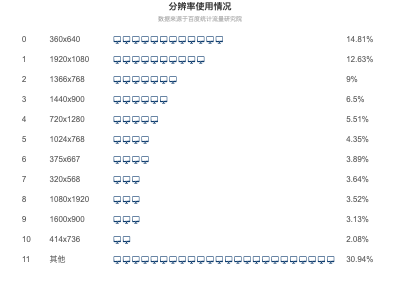 分辨率使用情况
数据来源于百度统计流量研究院
0 360x640 14.81%
1 1920x1080 12.63%
2 1366x768 9%
3 1440x900 6.5%
4 720x1280 5.51%
5 1024x768 4.35%
6 375x667 3.89%
7 320x568 3.64%
8 1080x1920 3.52%
9 1600x900 3.13%
10 414x736 2.08%
11 其他 30.94%